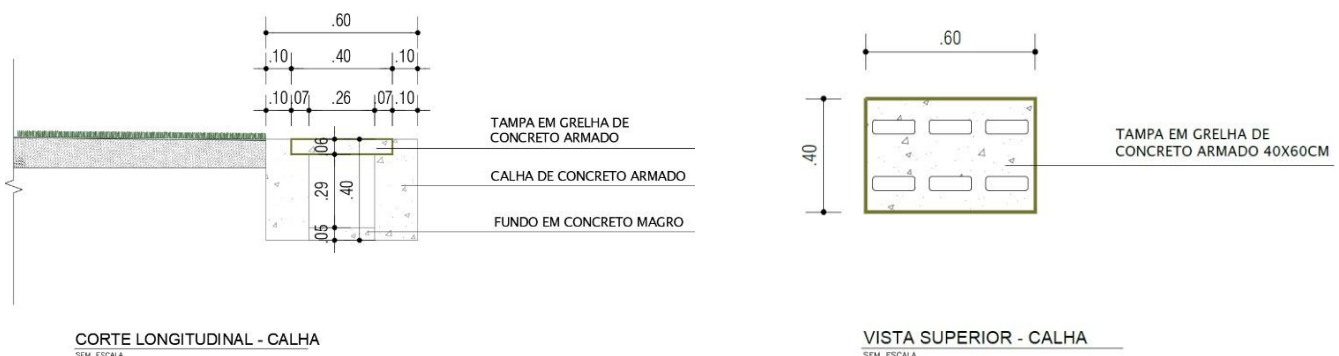 .60
.10 .40 .10
.10 .07 .26 .07 .10
TAMPA EM GRELHA DE
CONCRETO ARMADO
.06
CALHA DE CONCRETO ARMADO
.29
.40
FUNDO EM CONCRETO MAGRO
.05
CORTE LONGITUDINAL - CALHA
SEM ESCALA
.60
.40
TAMPA EM GRELHA DE
CONCRETO ARMADO 40X60CM
VISTA SUPERIOR - CALHA
SEM ESCALA